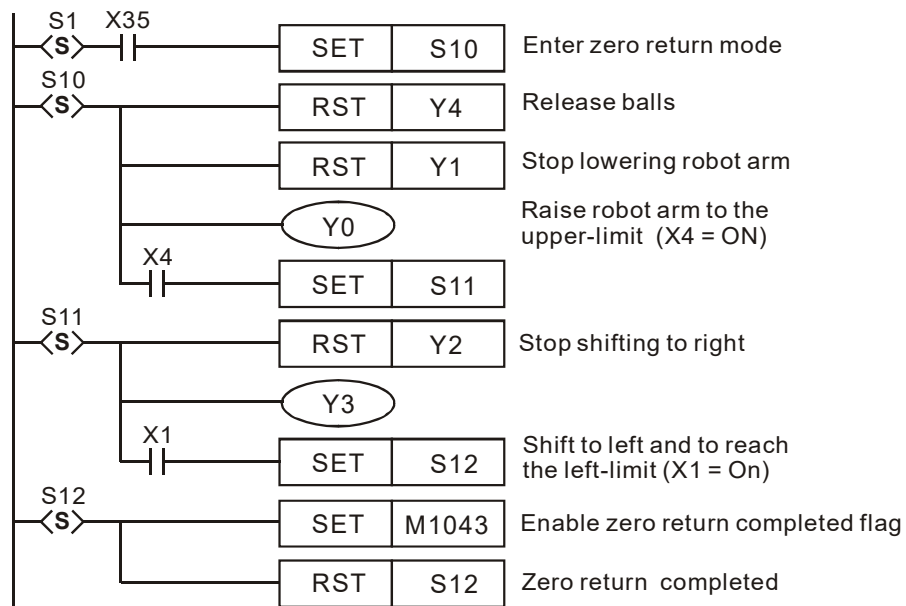 S1 X35
S SET S10 Enter zero return mode
S10
S RST Y4 Release balls
RST Y1 Stop lowering robot arm
Y0 Raise robot arm to the
upper-limit (X4 = ON)
X4
SET S11
S11
S RST Y2 Stop shifting to right
Y3
X1
SET S12 Shift to left and to reach
the left-limit (X1 = On)
S12
S SET M1043 Enable zero return completed flag
RST S12 Zero return completed